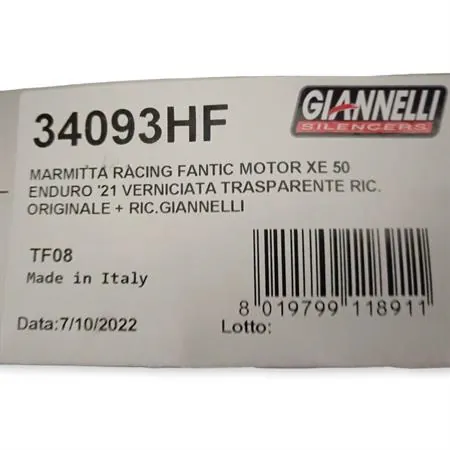 34093HF
GIANNELLI
SILENCERS
MARMITTA RACING FANTIC MOTOR XE 50
ENDURO '21 VERNICIATA TRASPARENTE RIC.
ORIGINALE + RIC.GIANNELLI
TF08
Made in Italy
8 019799 118911
Data:7/10/2022
Lotto: